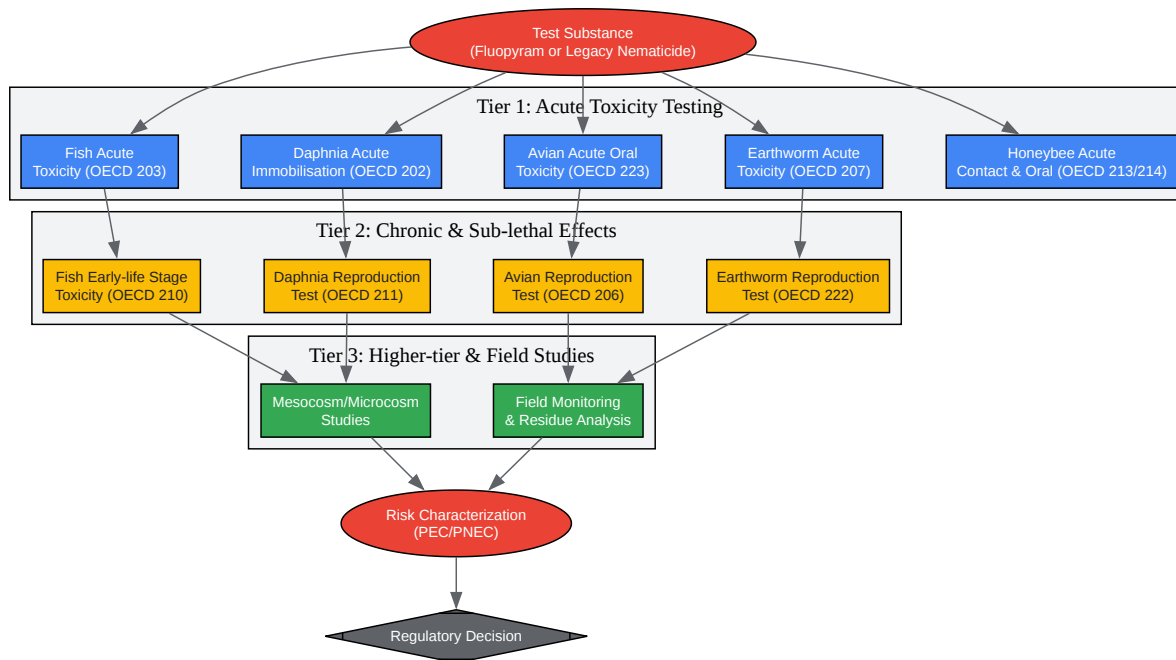 Test Substance
(Fluopyram or Legacy Nematicide)
Tier 1: Acute Toxicity Testing
Fish Acute
Toxicity (OECD 203)
Daphnia Acute
Immobilisation (OECD 202)
Avian Acute Oral
Toxicity (OECD 223)
Earthworm Acute
Toxicity (OECD 207)
Honeybee Acute
Contact & Oral (OECD 213/214)
Tier 2: Chronic & Sub-lethal Effects
Fish Early-life Stage
Toxicity (OECD 210)
Daphnia Reproduction
Test (OECD 211)
Avian Reproduction
Test (OECD 206)
Earthworm Reproduction
Test (OECD 222)
Tier 3: Higher-tier & Field Studies
Mesocosm/Microcosm
Studies
Field Monitoring
& Residue Analysis
Risk Characterization
(PEC/PNEC)
Regulatory Decision